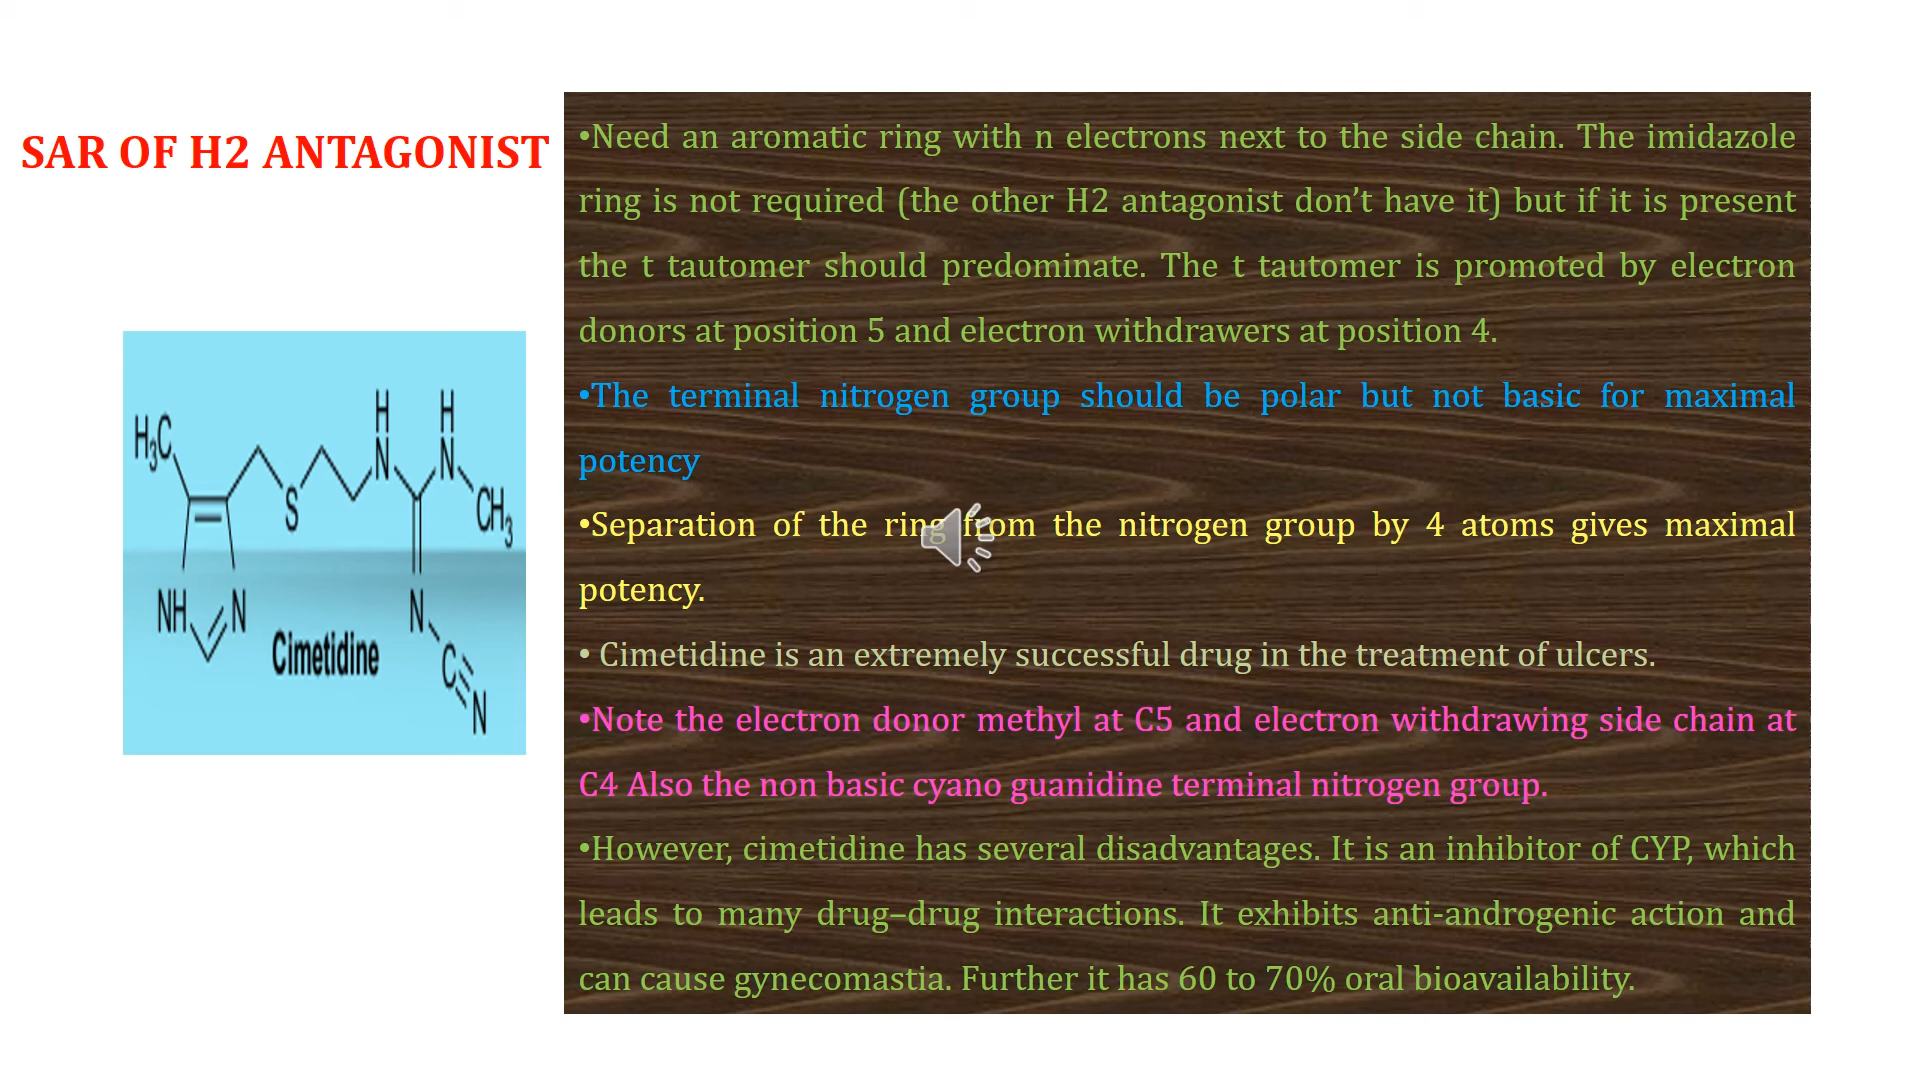 SAR OF H2 ANTAGONIST
•Need an aromatic ring with n electrons next to the side chain. The imidazole
ring is not required (the other H2 antagonist don’t have it) but if it is present
the t tautomer should predominate. The t tautomer is promoted by electron
donors at position 5 and electron withdrawers at position 4.
•The terminal nitrogen group should be polar but not basic for maximal
potency
•Separation of the ring from the nitrogen group by 4 atoms gives maximal
potency.
• Cimetidine is an extremely successful drug in the treatment of ulcers.
•Note the electron donor methyl at C5 and electron withdrawing side chain at
C4 Also the non basic cyano guanidine terminal nitrogen group.
•However, cimetidine has several disadvantages. It is an inhibitor of CYP, which
leads to many drug–drug interactions. It exhibits anti-androgenic action and
can cause gynecomastia. Further it has 60 to 70% oral bioavailability.
H H
H3C N N
S CH3
NH N N
Cimetidine C
N